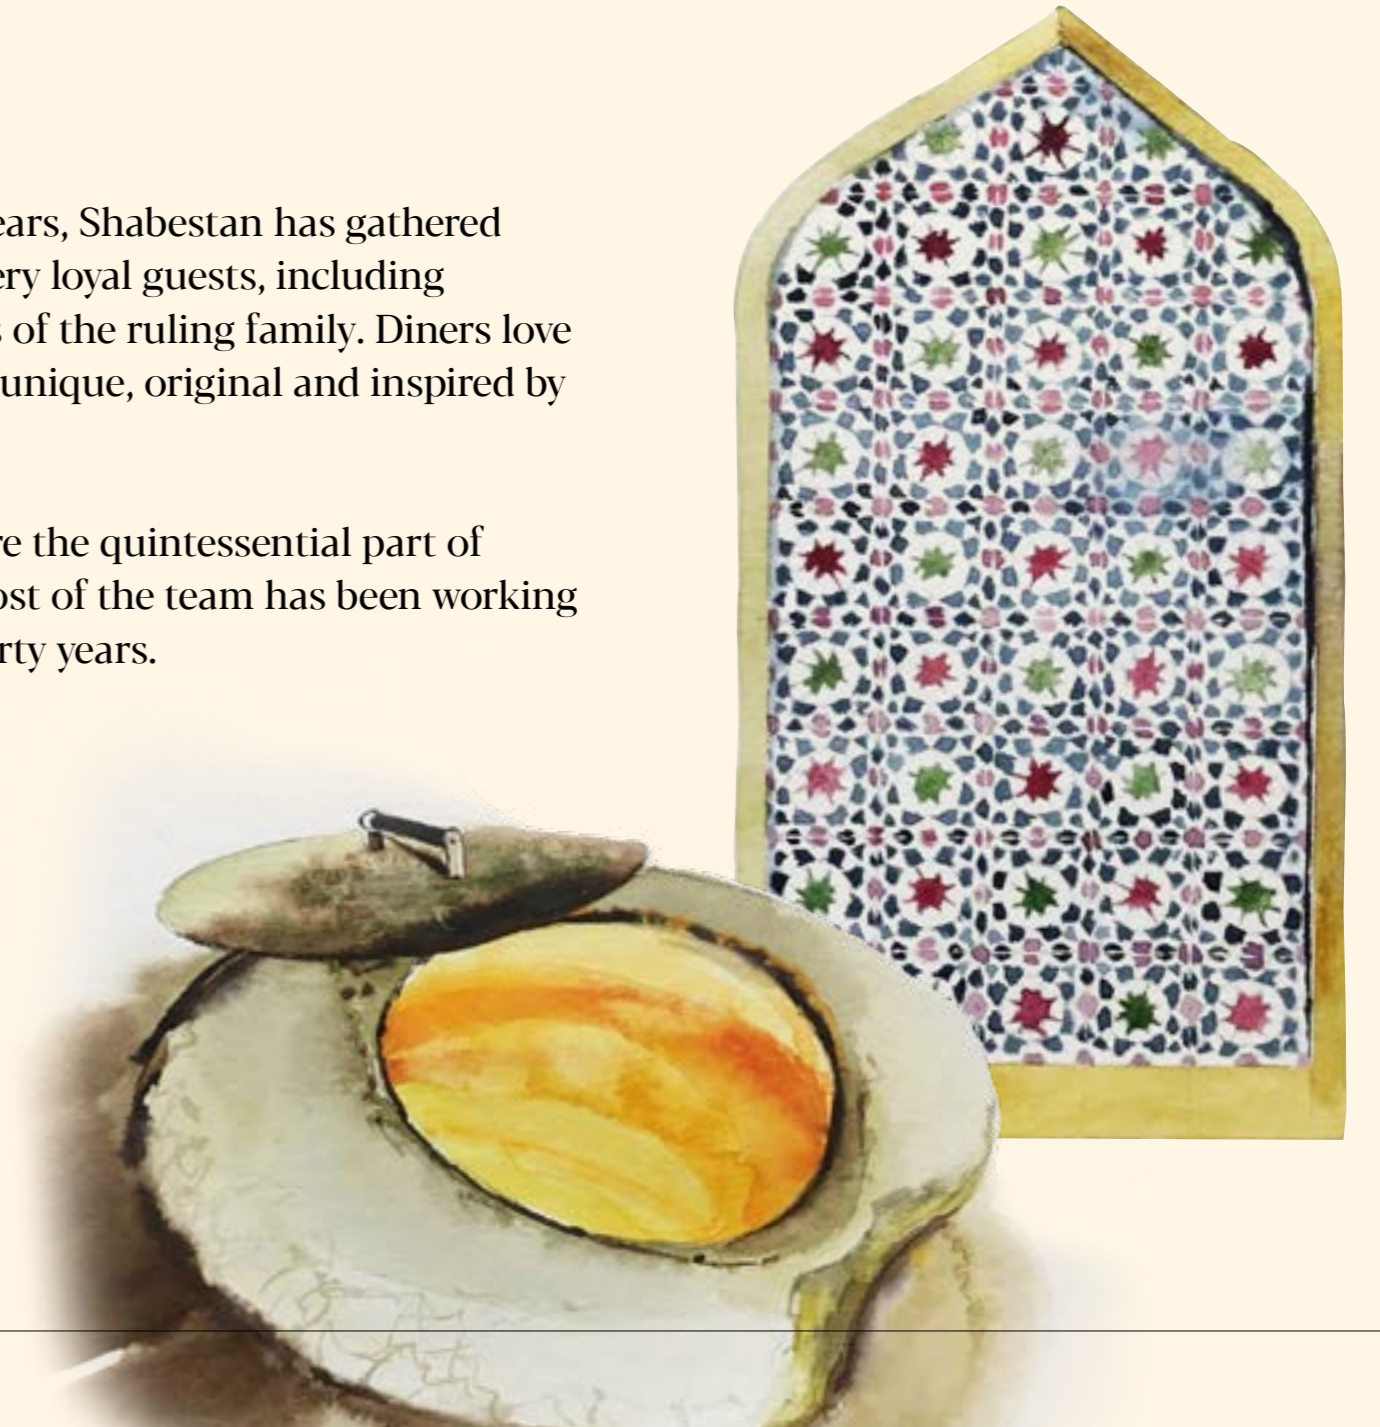 ears, Shabestan has gathered
ery loyal guests, including
s of the ruling family. Diners love
unique, original and inspired by
re the quintessential part of
ost of the team has been working
rty years.